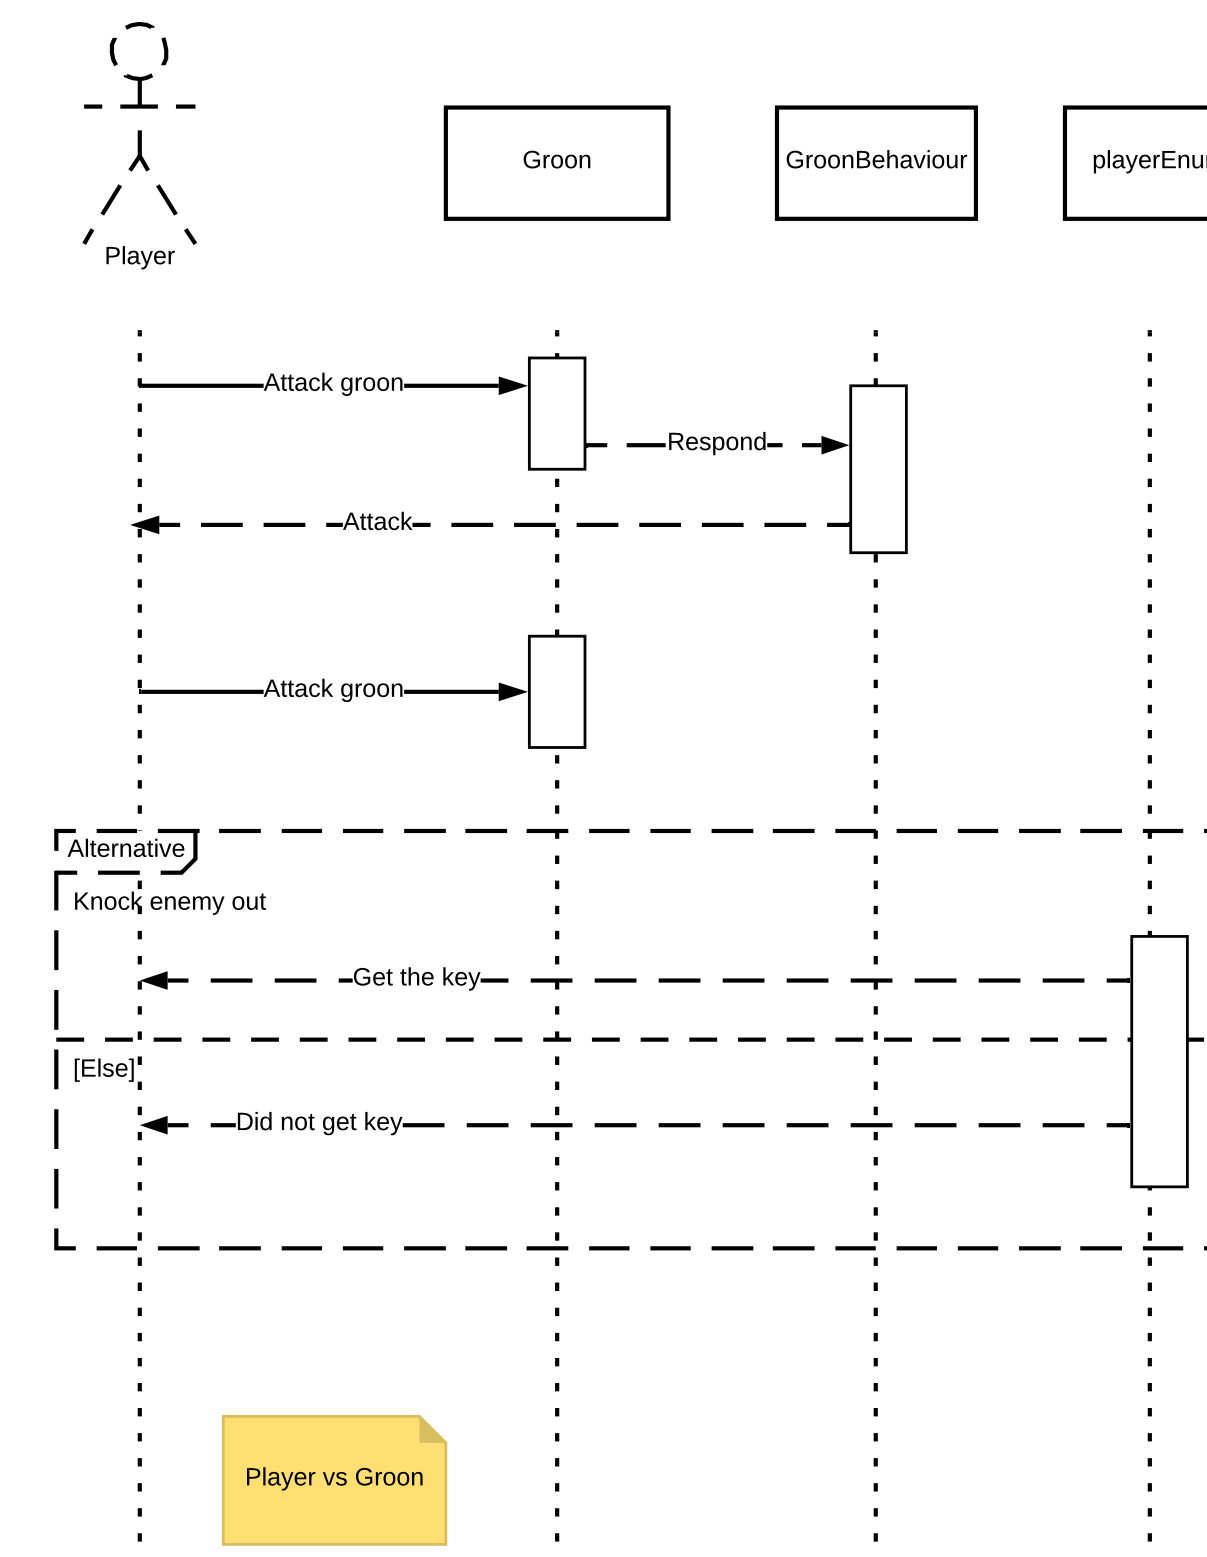 Player
Groon
GroonBehaviour
Attack groon
Respond
Attack
Attack groon
Alternative
Knock enemy out
Get the key
[Else]
Did not get key
Player vs Groon